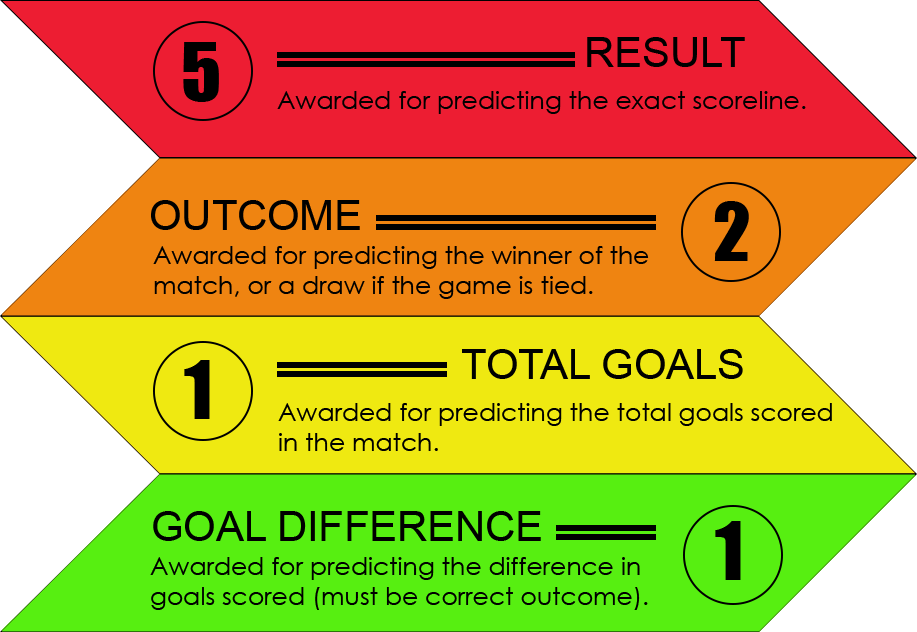 5
RESULT
Awarded for predicting the exact scoreline.
OUTCOME
2
Awarded for predicting the winner of the
match, or a draw if the game is tied.
1
TOTAL GOALS
Awarded for predicting the total goals scored
in the match.
GOAL DIFFERENCE
1
Awarded for predicting the difference in
goals scored (must be correct outcome).